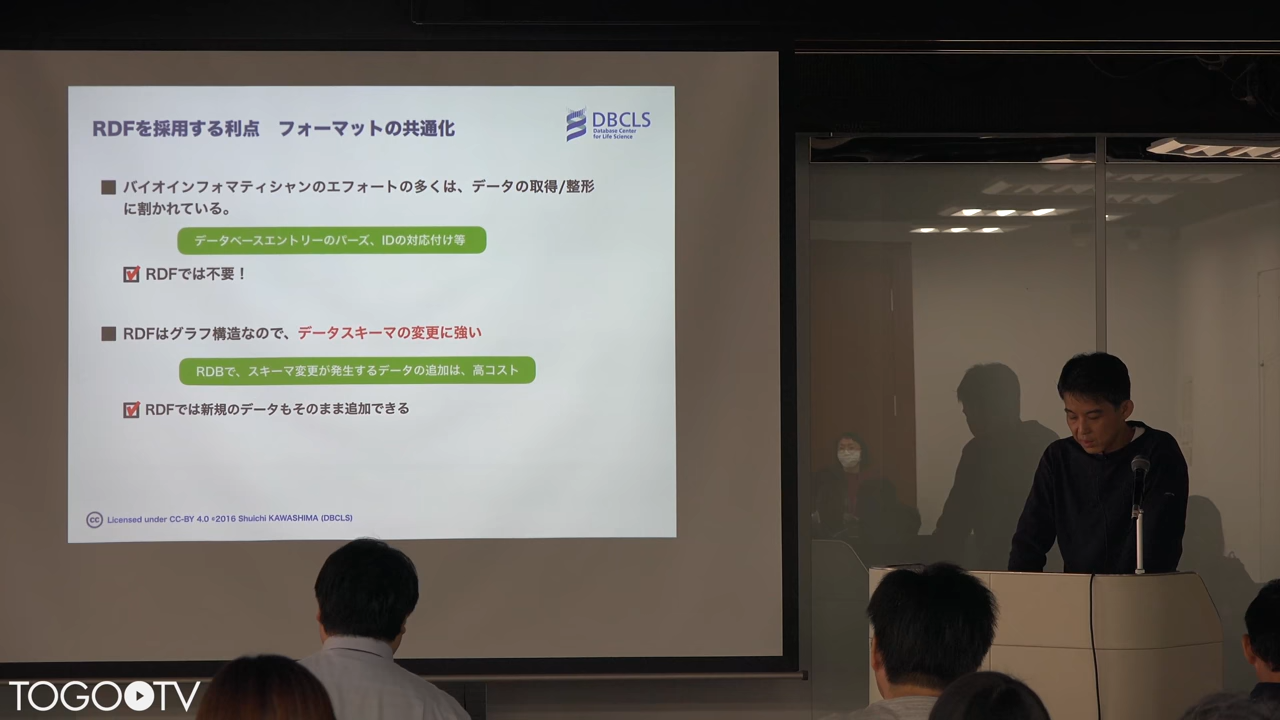 RDFを採用する利点　フォーマットの共通化
DBCLS
Database Center
for Life Science
バイオインフォマティシャンのエフォートの多くは、データの取得/整形
に割かれている。
データベースエントリーのパーズ、IDの対応付け等
RDFでは不要！
RDFはグラフ構造なので、データスキーマの変更に強い
RDBで、スキーマ変更が発生するデータの追加は、高コスト
RDFでは新規のデータもそのまま追加できる
cc Licensed under CC-BY 4.0 ©2016 Shuichi KAWASHIMA (DBCLS)
TOGO TV